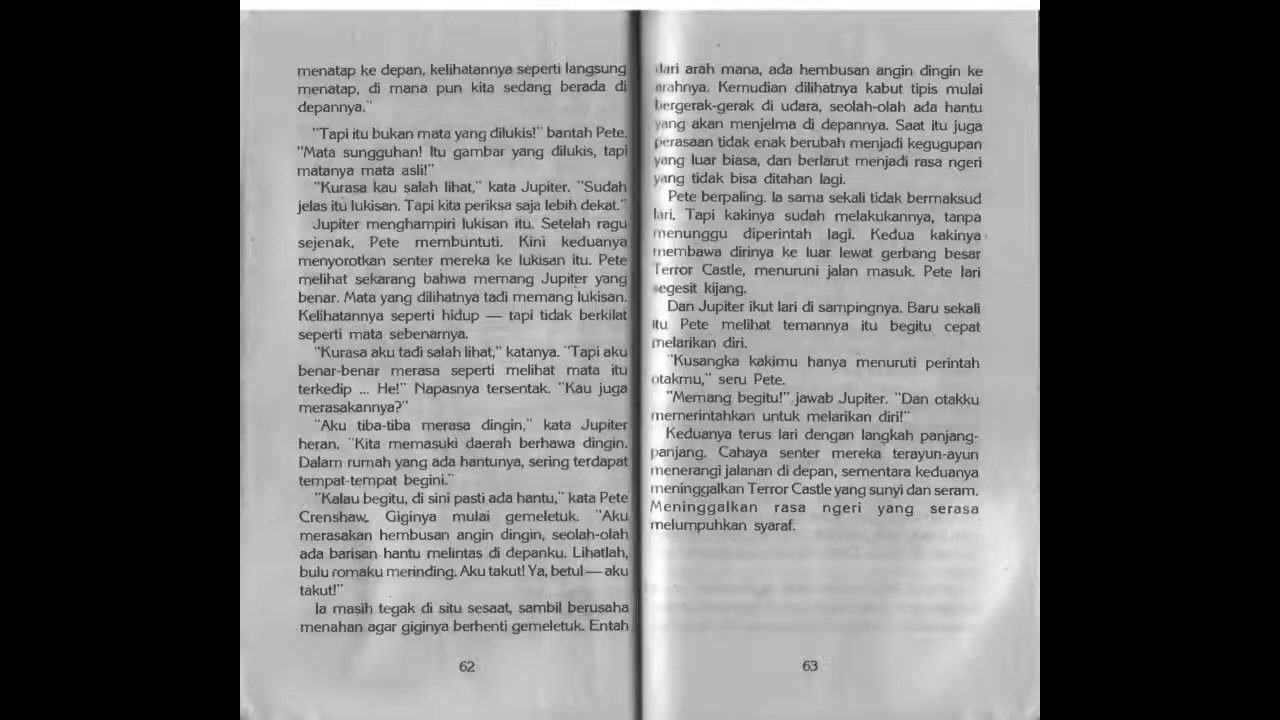 menatap ke depan, kelihatannya seperti langsung
menatap, di mana pun kita sedang berada di
depannya."
"Tapi itu bukan mata yang dilukis!" bantah Pete.
"Mata sungguhan! Itu gambar yang dilukis, tapi
matanya mata asli!"
"Kurasa kau salah lihat," kata Jupiter. "Sudah
jelas itu lukisan. Tapi kita periksa saja lebih dekat."
Jupiter menghampiri lukisan itu. Setelah ragu
sejenak, Pete membuntuti. Kini keduanya
menyorotkan senter mereka ke lukisan itu. Pete
melihat sekarang bahwa memang Jupiter yang
benar. Mata yang dilihatnya tadi memang lukisan.
Kelihatannya seperti hidup — tapi tidak berkilat
seperti mata sebenarnya.
"Kurasa aku tadi salah lihat," katanya. "Tapi aku
benar-benar merasa seperti melihat mata itu
terkedip ... He!" Napasnya tersentak. "Kau juga
merasakannya?"
"Aku tiba-tiba merasa dingin," kata Jupiter
heran. "Kita memasuki daerah berhawa dingin.
Dalam rumah yang ada hantunya, sering terdapat
tempat-tempat begini."
"Kalau begitu, di sini pasti ada hantu," kata Pete
Crenshaw. Giginya mulai gemeletuk. "Aku
merasakan hembusan angin dingin, seolah-olah
ada barisan hantu melintas di depanku. Lihatlah,
bulu romaku merinding. Aku takut! Ya, betul — aku
takut!"
Ia masih tegak di situ sesaat, sambil berusaha
menahan agar giginya berhenti gemeletuk. Entah
62
dari arah mana, ada hembusan angin dingin ke
arahnya. Kemudian dilihatnya kabut tipis mulai
bergerak-gerak di udara, seolah-olah ada hantu
yang akan menjelma di depannya. Saat itu juga
perasaan tidak enak berubah menjadi kegugupan
yang luar biasa, dan berlarut menjadi rasa ngeri
yang tidak bisa ditahan lagi.
Pete berpaling. Ia sama sekali tidak bermaksud
lari. Tapi kakinya sudah melakukannya, tanpa
menunggu diperintah lagi. Kedua kakinya
membawa dirinya ke luar lewat gerbang besar
Terror Castle, menuruni jalan masuk. Pete lari
segesit kijang.
Dan Jupiter ikut lari di sampingnya. Baru sekali
itu Pete melihat temannya itu begitu cepat
melarikan diri.
"Kusangka kakimu hanya menuruti perintah
otakmu," seru Pete.
"Memang begitu!" jawab Jupiter. "Dan otakku
memerintahkan untuk melarikan diri!"
Keduanya terus lari dengan langkah panjang-
panjang. Cahaya senter mereka terayun-ayun
menerangi jalanan di depan, sementara keduanya
meninggalkan Terror Castle yang sunyi dan seram.
Meninggalkan rasa ngeri yang serasa
melumpuhkan syaraf.
63